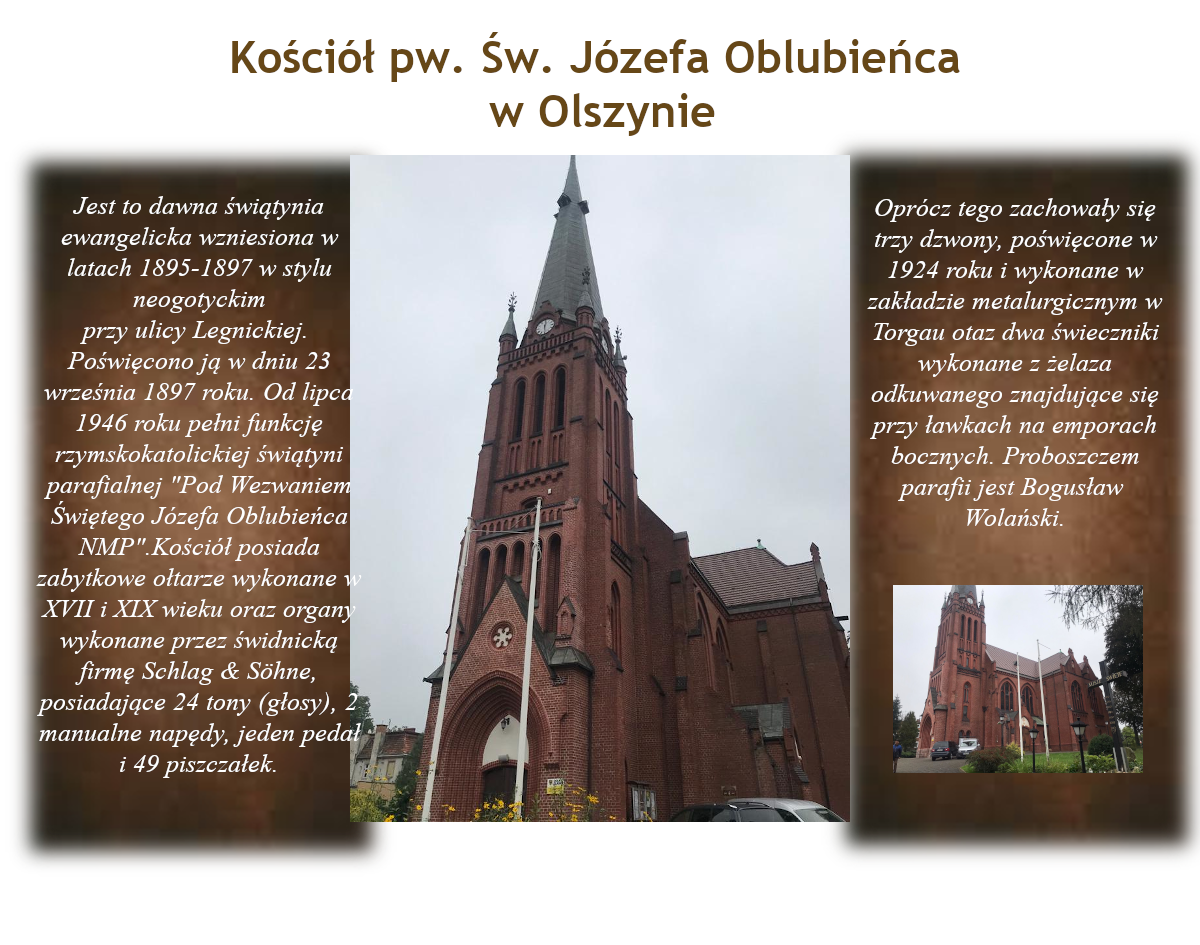 Kościół pw. Św. Józefa Oblubieńca
w Olszynie
Jest to dawna świątynia
ewangelicka wzniesiona w
latach 1895-1897 w stylu
neogotyckim
przy ulicy Legnickiej.
Poświęcono ją w dniu 23
września 1897 roku. Od lipca
1946 roku pełni funkcję
rzymskokatolickiej świątyni
parafialnej "Pod Wezwaniem
Świętego Józefa Oblubieńca
NMP".Kościół posiada
zabytkowe ołtarze wykonane w
XVII i XIX wieku oraz organy
wykonane przez świdnicką
firmę Schlag & Söhne,
posiadające 24 tony (głosy), 2
manualne napędy, jeden pedał
i 49 piszczałek.
Oprócz tego zachowały się
trzy dzwony, poświęcone w
1924 roku i wykonane w
zakładzie metalurgicznym w
Torgau otaz dwa świeczniki
wykonane z żelaza
odkuwanego znajdujące się
przy ławkach na emporach
bocznych. Proboszczem
parafii jest Bogusław
Wolański.